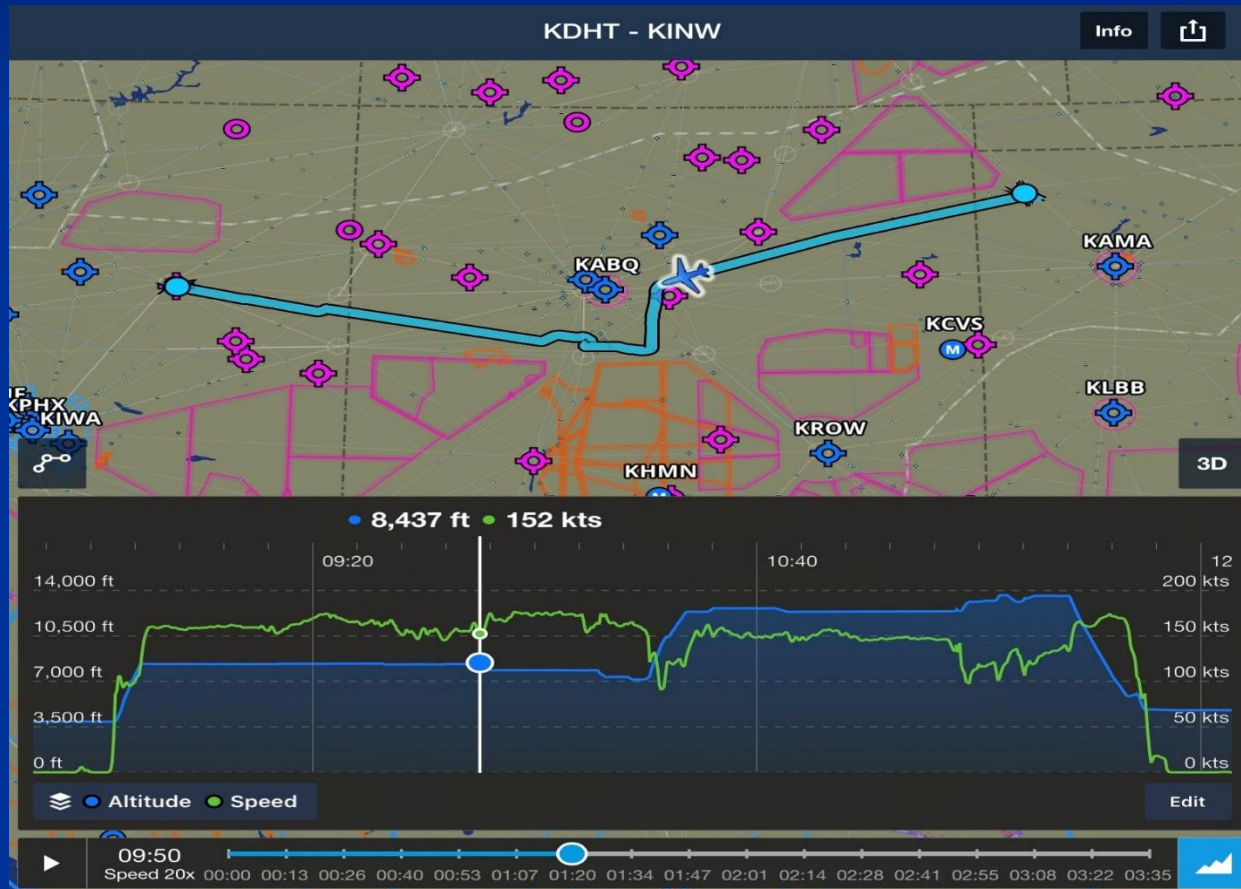 KDHT - KINW
Info
KABQ
KAMA
KCVS
M
KLBB
KPHX
KIWA
KROW
KHMN
3D
8,437 ft 152 kts
09:20
10:40
12
14,000 ft
200 kts
10,500 ft
150 kts
7,000 ft
100 kts
3,500 ft
50 kts
0 ft
0 kts
Altitude Speed
Edit
09:50
Speed 20x
00:00 00:13 00:26 00:40 00:53 01:07 01:20 01:34 01:47 02:01 02:14 02:28 02:41 02:55 03:08 03:22 03:35